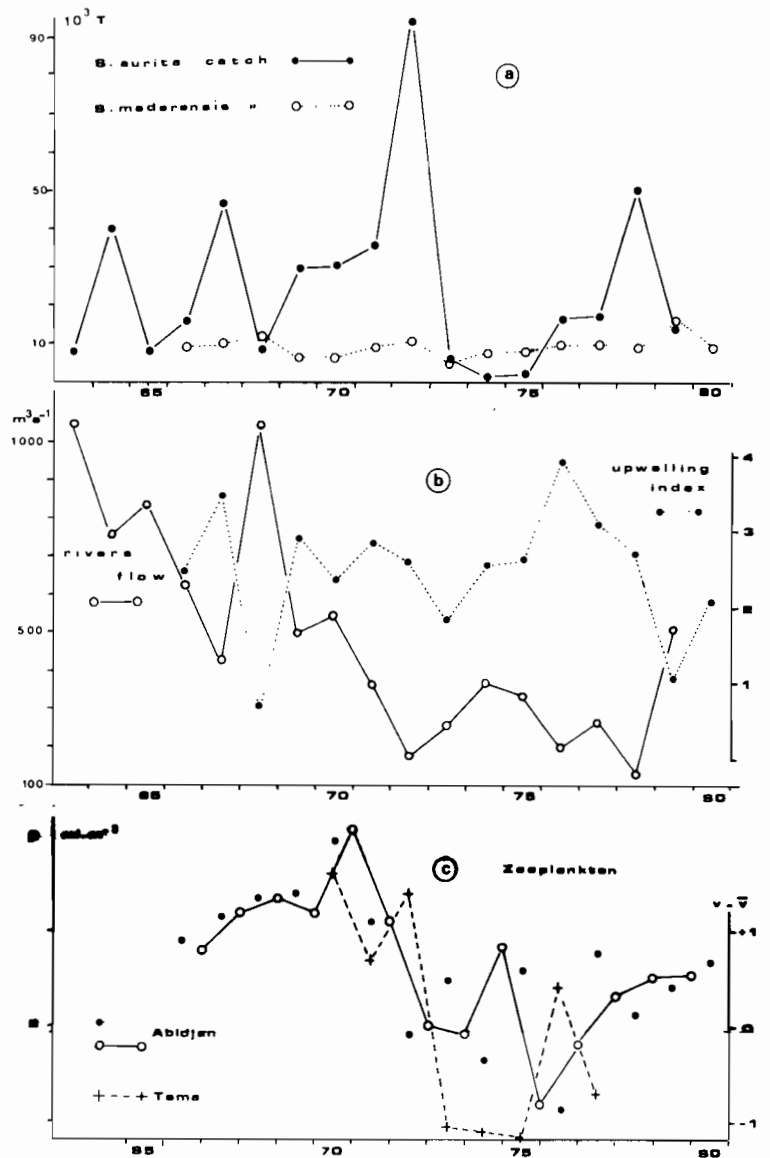 10³ T
90
S.aurita catch
a
S.maderensis "
50
10
65 70 75 80
m³s⁻¹
1000
b
upwelling
index
4
3
rivers
flow
500
2
1
100
65 70 75 80
c
Zooplankton
v-v̄
+1
Abidjan
0
Tema
-1
65 70 75 80